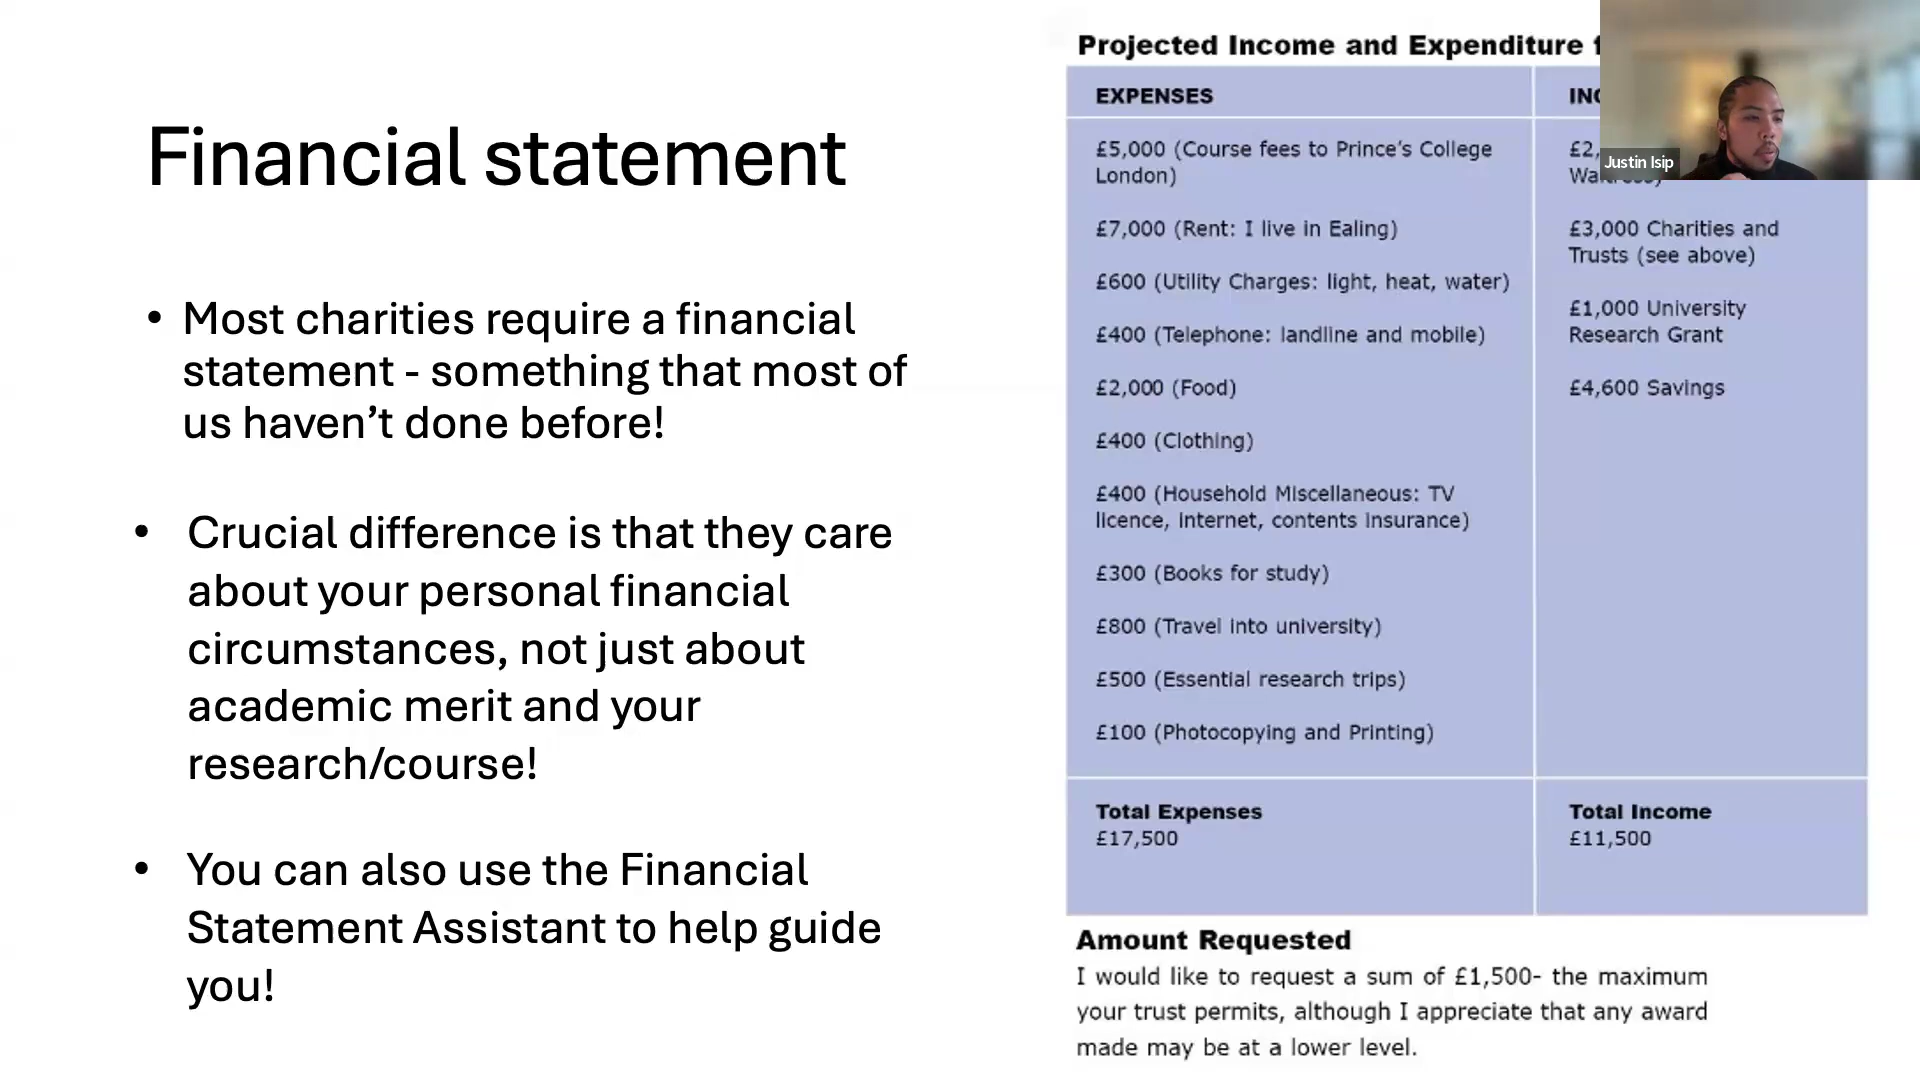 Financial statement
• Most charities require a financial
statement - something that most of
us haven’t done before!
• Crucial difference is that they care
about your personal financial
circumstances, not just about
academic merit and your
research/course!
• You can also use the Financial
Statement Assistant to help guide
you!
Projected Income and Expenditure
EXPENSES
£5,000 (Course fees to Prince’s College
London)
£7,000 (Rent: I live in Ealing)
£600 (Utility Charges: light, heat, water)
£400 (Telephone: landline and mobile)
£2,000 (Food)
£400 (Clothing)
£400 (Household Miscellaneous: TV
licence, internet, contents insurance)
£300 (Books for study)
£800 (Travel into university)
£500 (Essential research trips)
£100 (Photocopying and Printing)
Total Expenses
£17,500
£3,000 Charities and
Trusts (see above)
£1,000 University
Research Grant
£4,600 Savings
Total Income
£11,500
Amount Requested
I would like to request a sum of £1,500- the maximum
your trust permits, although I appreciate that any award
made may be at a lower level.
Justin Isip